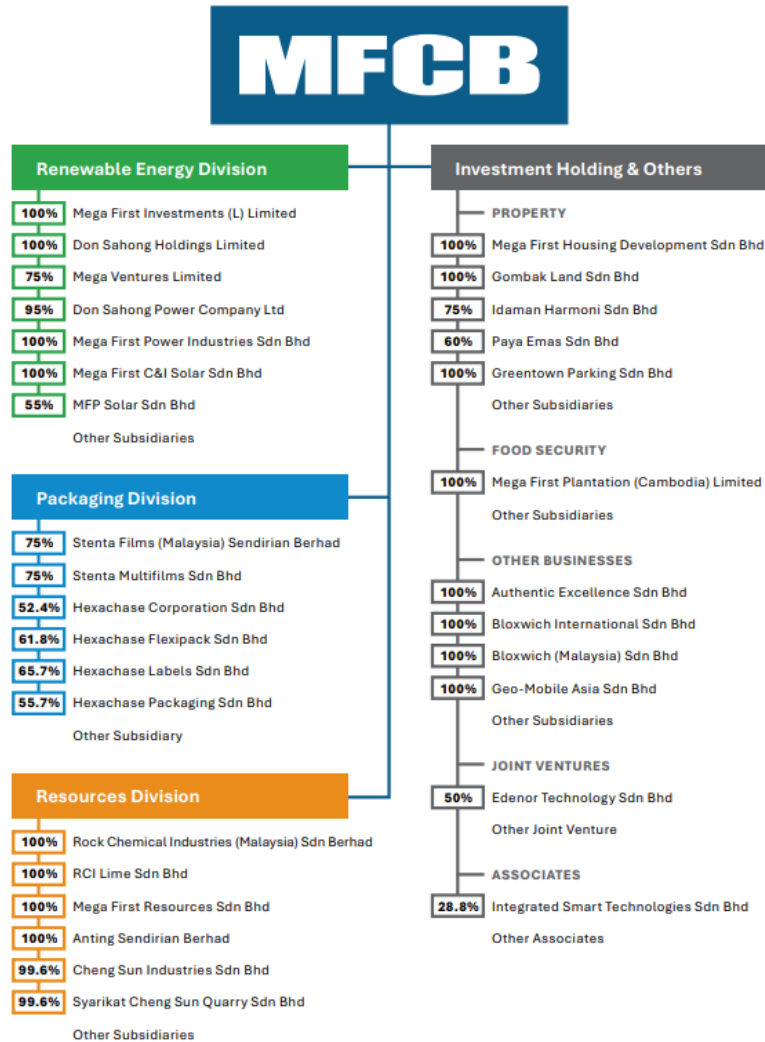 MFCB
Renewable Energy Division
100% Mega First Investments (L) Limited
100% Don Sahong Holdings Limited
75% Mega Ventures Limited
95% Don Sahong Power Company Ltd
100% Mega First Power Industries Sdn Bhd
100% Mega First C&I Solar Sdn Bhd
55% MFP Solar Sdn Bhd
Other Subsidiaries
Packaging Division
75% Stenta Films (Malaysia) Sendirian Berhad
75% Stenta Multifilms Sdn Bhd
52.4% Hexachase Corporation Sdn Bhd
61.8% Hexachase Flexipack Sdn Bhd
65.7% Hexachase Labels Sdn Bhd
55.7% Hexachase Packaging Sdn Bhd
Other Subsidiary
Resources Division
100% Rock Chemical Industries (Malaysia) Sdn Berhad
100% RCI Lime Sdn Bhd
100% Mega First Resources Sdn Bhd
100% Anting Sendirian Berhad
99.6% Cheng Sun Industries Sdn Bhd
99.6% Syarikat Cheng Sun Quarry Sdn Bhd
Other Subsidiaries
Investment Holding & Others
PROPERTY
100% Mega First Housing Development Sdn Bhd
100% Gombak Land Sdn Bhd
75% Idaman Harmoni Sdn Bhd
60% Paya Emas Sdn Bhd
100% Greentown Parking Sdn Bhd
Other Subsidiaries
FOOD SECURITY
100% Mega First Plantation (Cambodia) Limited
Other Subsidiaries
OTHER BUSINESSES
100% Authentic Excellence Sdn Bhd
100% Bloxwich International Sdn Bhd
100% Bloxwich (Malaysia) Sdn Bhd
100% Geo-Mobile Asia Sdn Bhd
Other Subsidiaries
JOINT VENTURES
50% Edenor Technology Sdn Bhd
Other Joint Venture
ASSOCIATES
28.8% Integrated Smart Technologies Sdn Bhd
Other Associates